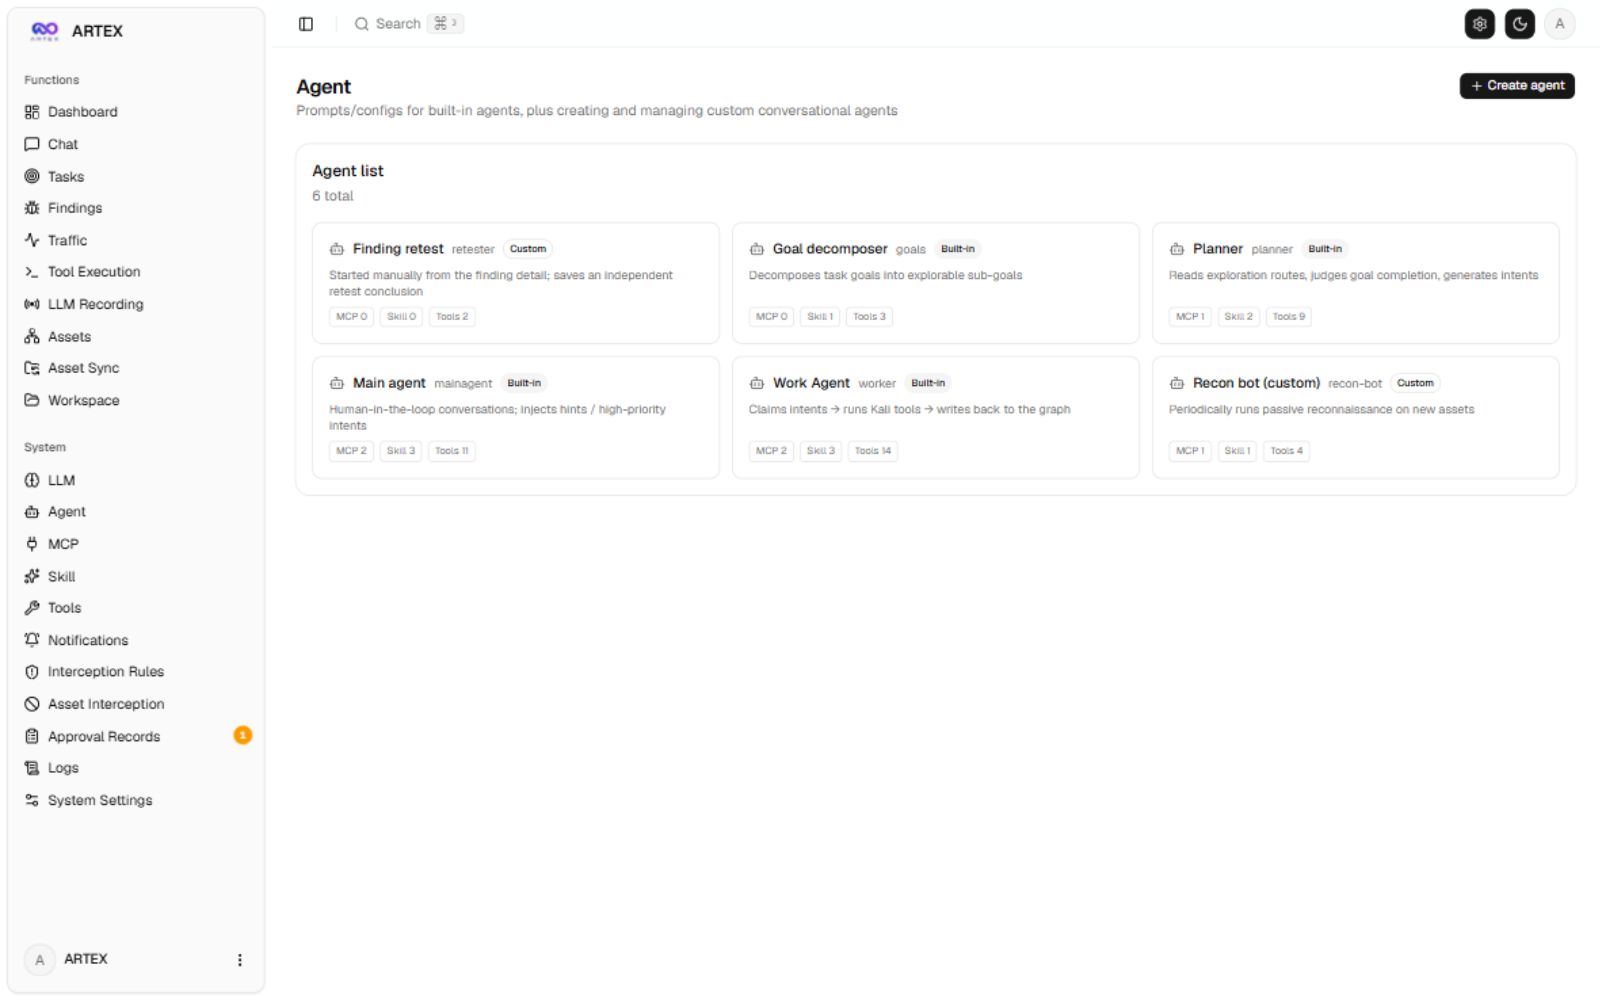 ARTEX
Functions
Dashboard
Chat
Tasks
Findings
Traffic
Tool Execution
LLM Recording
Assets
Asset Sync
Workspace
System
LLM
Agent
MCP
Skill
Tools
Notifications
Interception Rules
Asset Interception
Approval Records 1
Logs
System Settings
A ARTEX
Search ⌘ J
A
Agent
Prompts/configs for built-in agents, plus creating and managing custom conversational agents
+ Create agent
Agent list
6 total
Finding retest retester Custom
Started manually from the finding detail; saves an independent
retest conclusion
MCP 0 Skill 0 Tools 2
Goal decomposer goals Built-in
Decomposes task goals into explorable sub-goals
MCP 0 Skill 1 Tools 3
Planner planner Built-in
Reads exploration routes, judges goal completion, generates intents
MCP 1 Skill 2 Tools 9
Main agent mainagent Built-in
Human-in-the-loop conversations; injects hints / high-priority
intents
MCP 2 Skill 3 Tools 11
Work Agent worker Built-in
Claims intents → runs Kali tools → writes back to the graph
MCP 2 Skill 3 Tools 14
Recon bot (custom) recon-bot Custom
Periodically runs passive reconnaissance on new assets
MCP 1 Skill 1 Tools 4